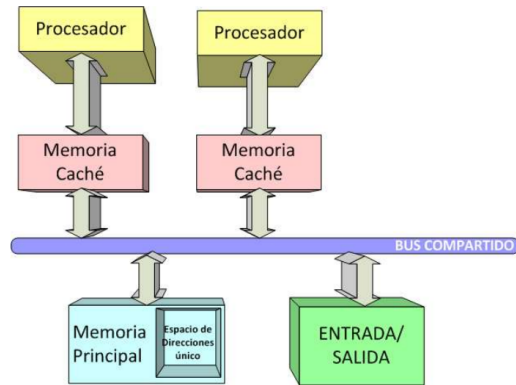 Procesador
Procesador
Memoria
Caché
Memoria
Caché
BUS COMPARTIDO
Memoria
Principal
Espacio de
Direcciones
único
ENTRADA/
SALIDA